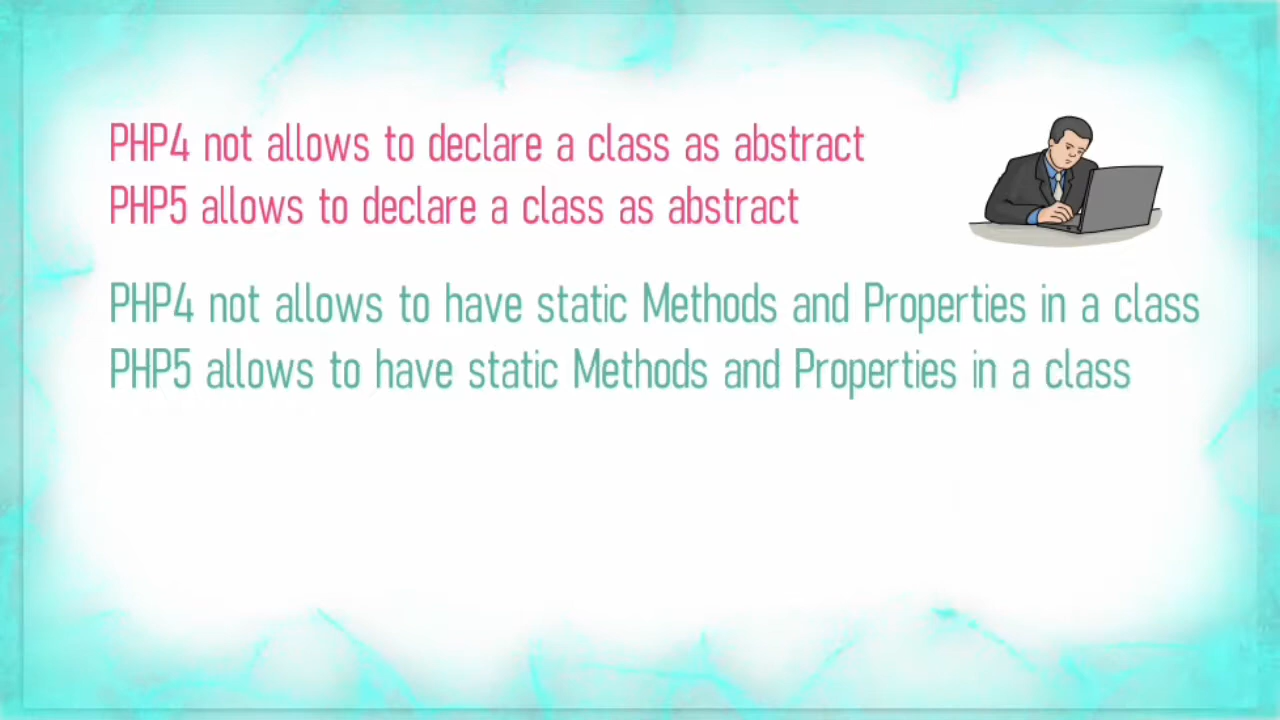 PHP4 not allows to declare a class as abstract
PHP5 allows to declare a class as abstract
PHP4 not allows to have static Methods and Properties in a class
PHP5 allows to have static Methods and Properties in a class